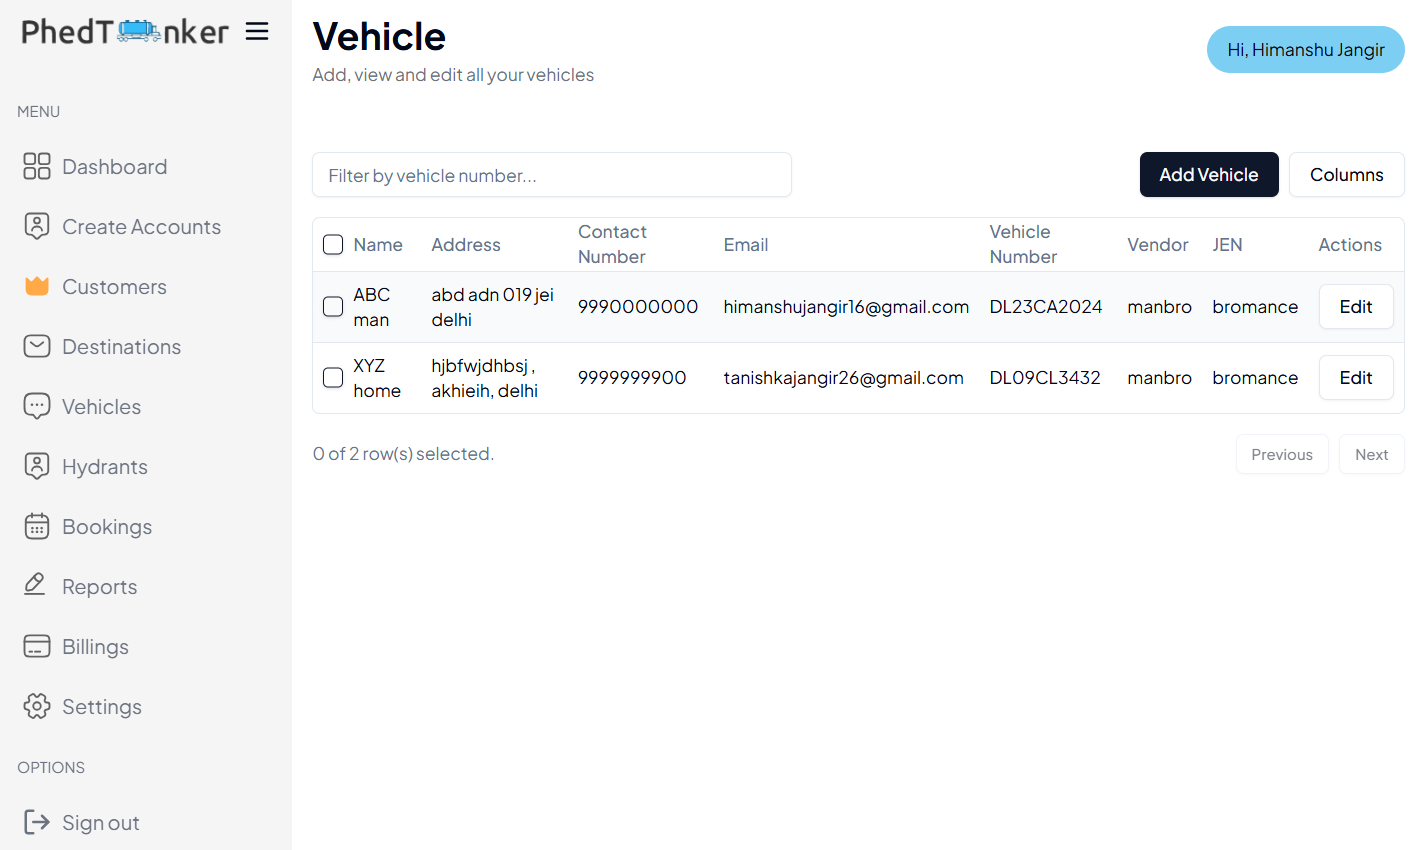 PhedTanker
Vehicle
Add, view and edit all your vehicles
Hi, Himanshu Jangir
MENU
Dashboard
Create Accounts
Customers
Destinations
Vehicles
Hydrants
Bookings
Reports
Billings
Settings
OPTIONS
Sign out
Filter by vehicle number...
Add Vehicle
Columns
Name Address Contact Number Email Vehicle Number Vendor JEN Actions
ABC man abd adn 019 jei delhi 9990000000 himanshujangir16@gmail.com DL23CA2024 manbro bromance Edit
XYZ home hjbfwjdhbsj , akhieih, delhi 9999999900 tanishkajangir26@gmail.com DL09CL3432 manbro bromance Edit
0 of 2 row(s) selected.
Previous
Next